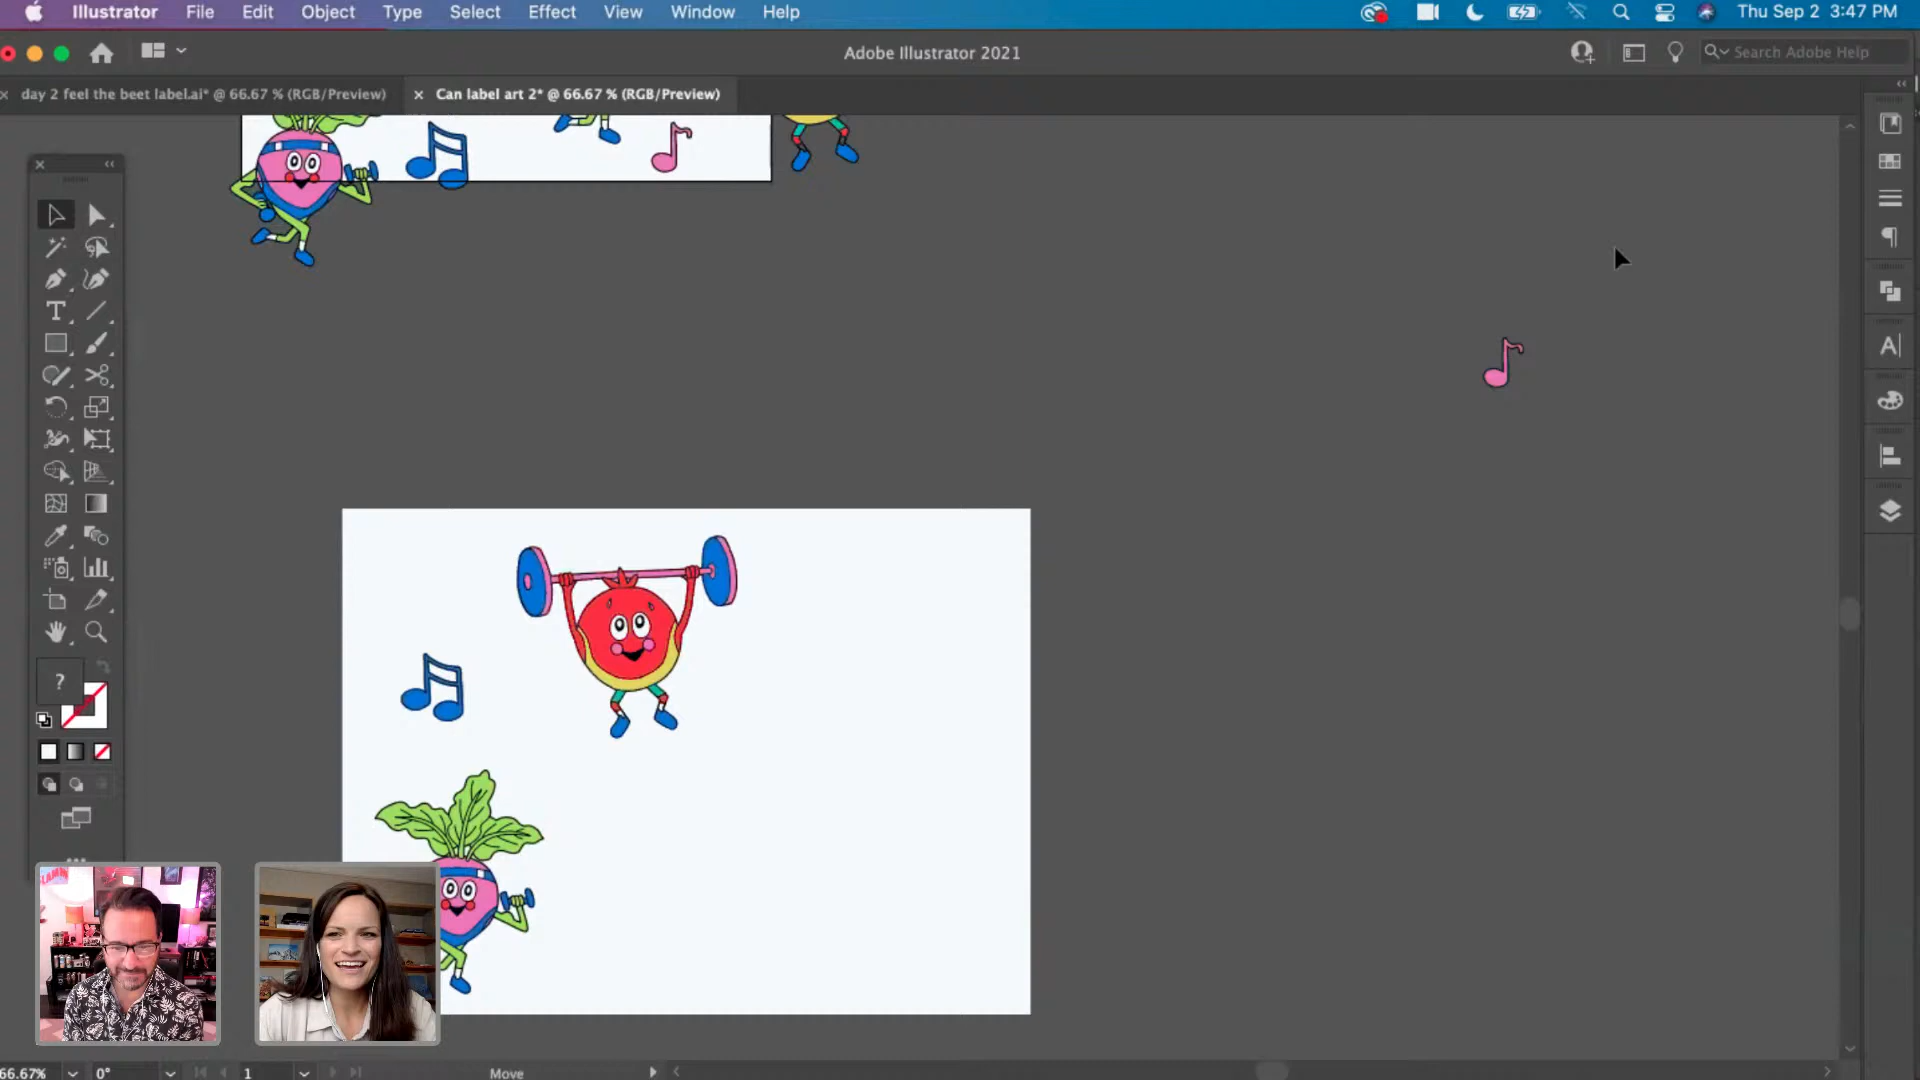 Illustrator File Edit Object Type Select Effect View Window Help Thu Sep 2 3:47 PM
Adobe Illustrator 2021
Search Adobe Help
day 2 feel the beet label.ai* @ 66.67 % (RGB/Preview)
Can label art 2* @ 66.67 % (RGB/Preview)
?
66.67% 0° 1 Move